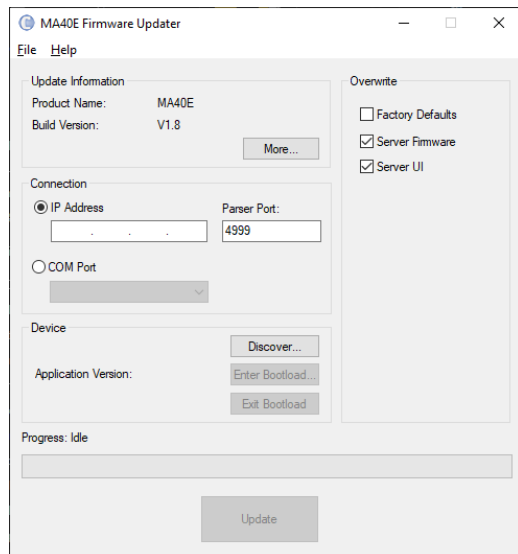 MA40E Firmware Updater
File Help
Update Information
Product Name: MA40E
Build Version: V1.8
More...
Connection
IP Address
Parser Port:
. . .
4999
COM Port
Device
Discover...
Application Version:
Enter Bootload...
Exit Bootload
Overwrite
Factory Defaults
Server Firmware
Server UI
Progress: Idle
Update